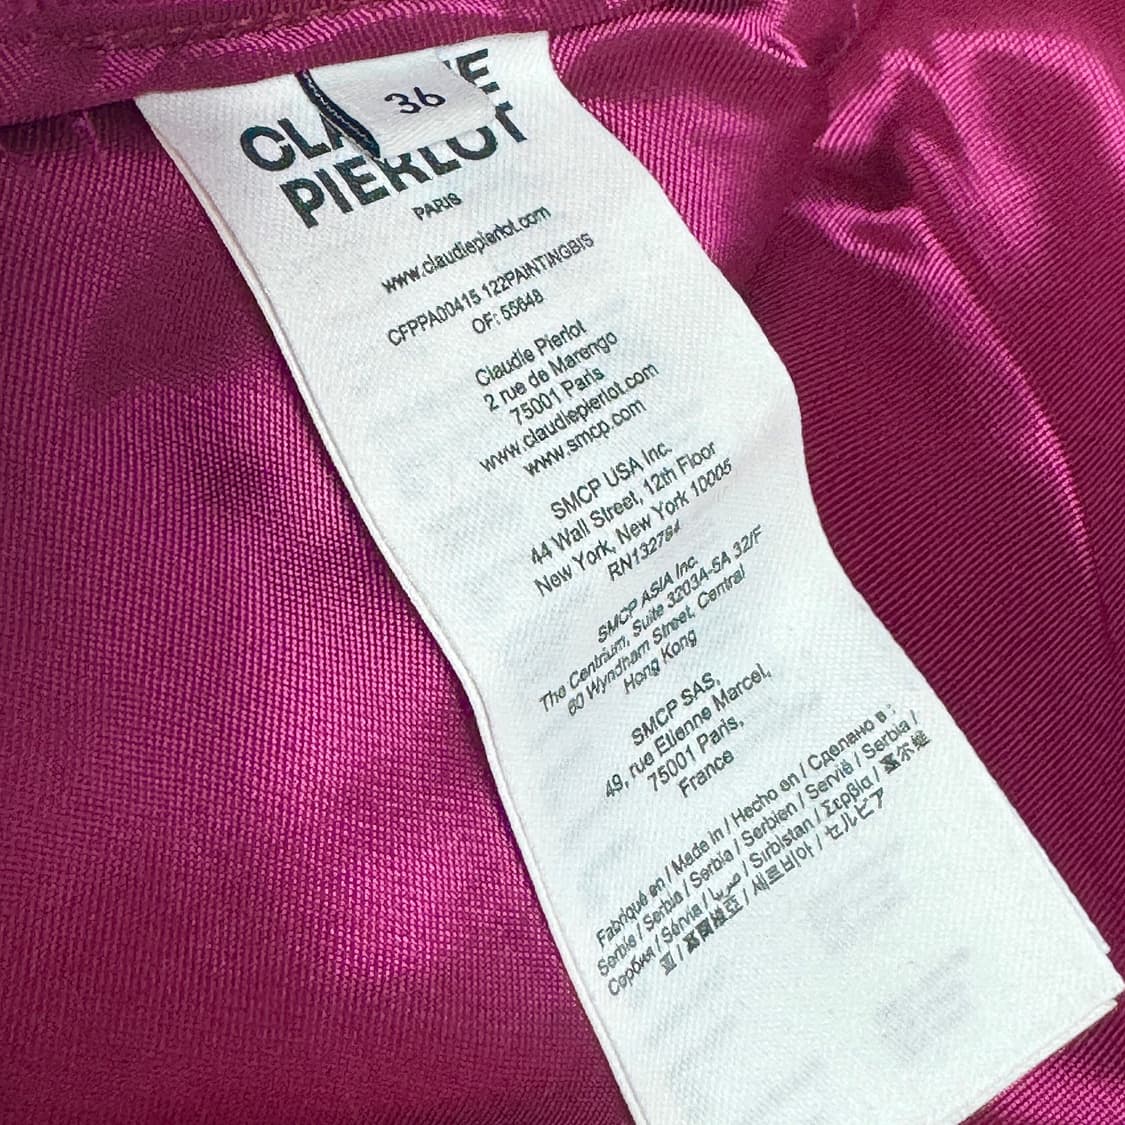 36
CLAUDIE
PIERLOT
PARIS
www.claudiepierlot.com
CFPPA00415 122PAINTINGBIS
OF: 55648
Claudie Pierlot
2 rue de Marengo
75001 Paris
www.claudiepierlot.com
www.smcp.com
SMCP USA Inc.
44 Wall Street, 12th Floor
New York, New York 10005
RN132784
SMCP ASIA Inc.
The Centrium, Suite 3203A-5A 32/F
60 Wyndham Street, Central
Hong Kong
SMCP SAS,
49, rue Etienne Marcel,
75001 Paris,
France
Fabriqué en / Made in / Hecho en / Сделано в :
Serbie / Serbia / Serbia / Serbien / Servië / Serbia /
Сербия / Sérvia / صربيا / Sırbistan / Σερβία / 塞尔维
亚 / 塞爾維亞 / 세르비아 / セルビア